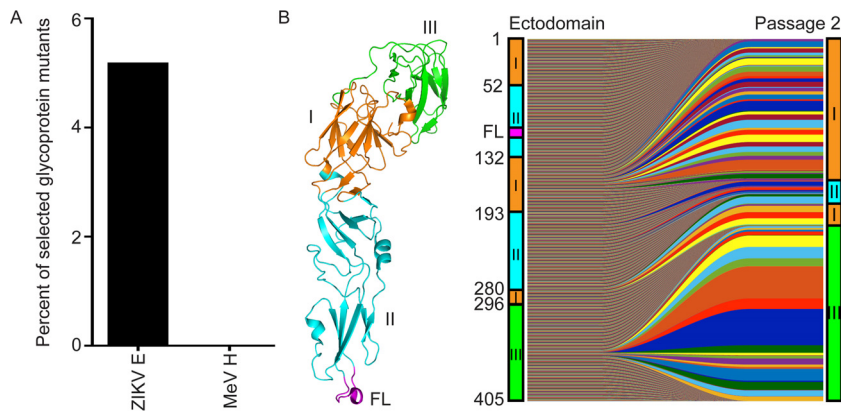 A
Percent of selected glycoprotein mutants
6
4
2
0
ZIKV E
MeV H
B
III
I
II
FL
Ectodomain
Passage 2
1
52
FL
132
193
280
296
405
I
II
I
II
I
III
I
II
I
III